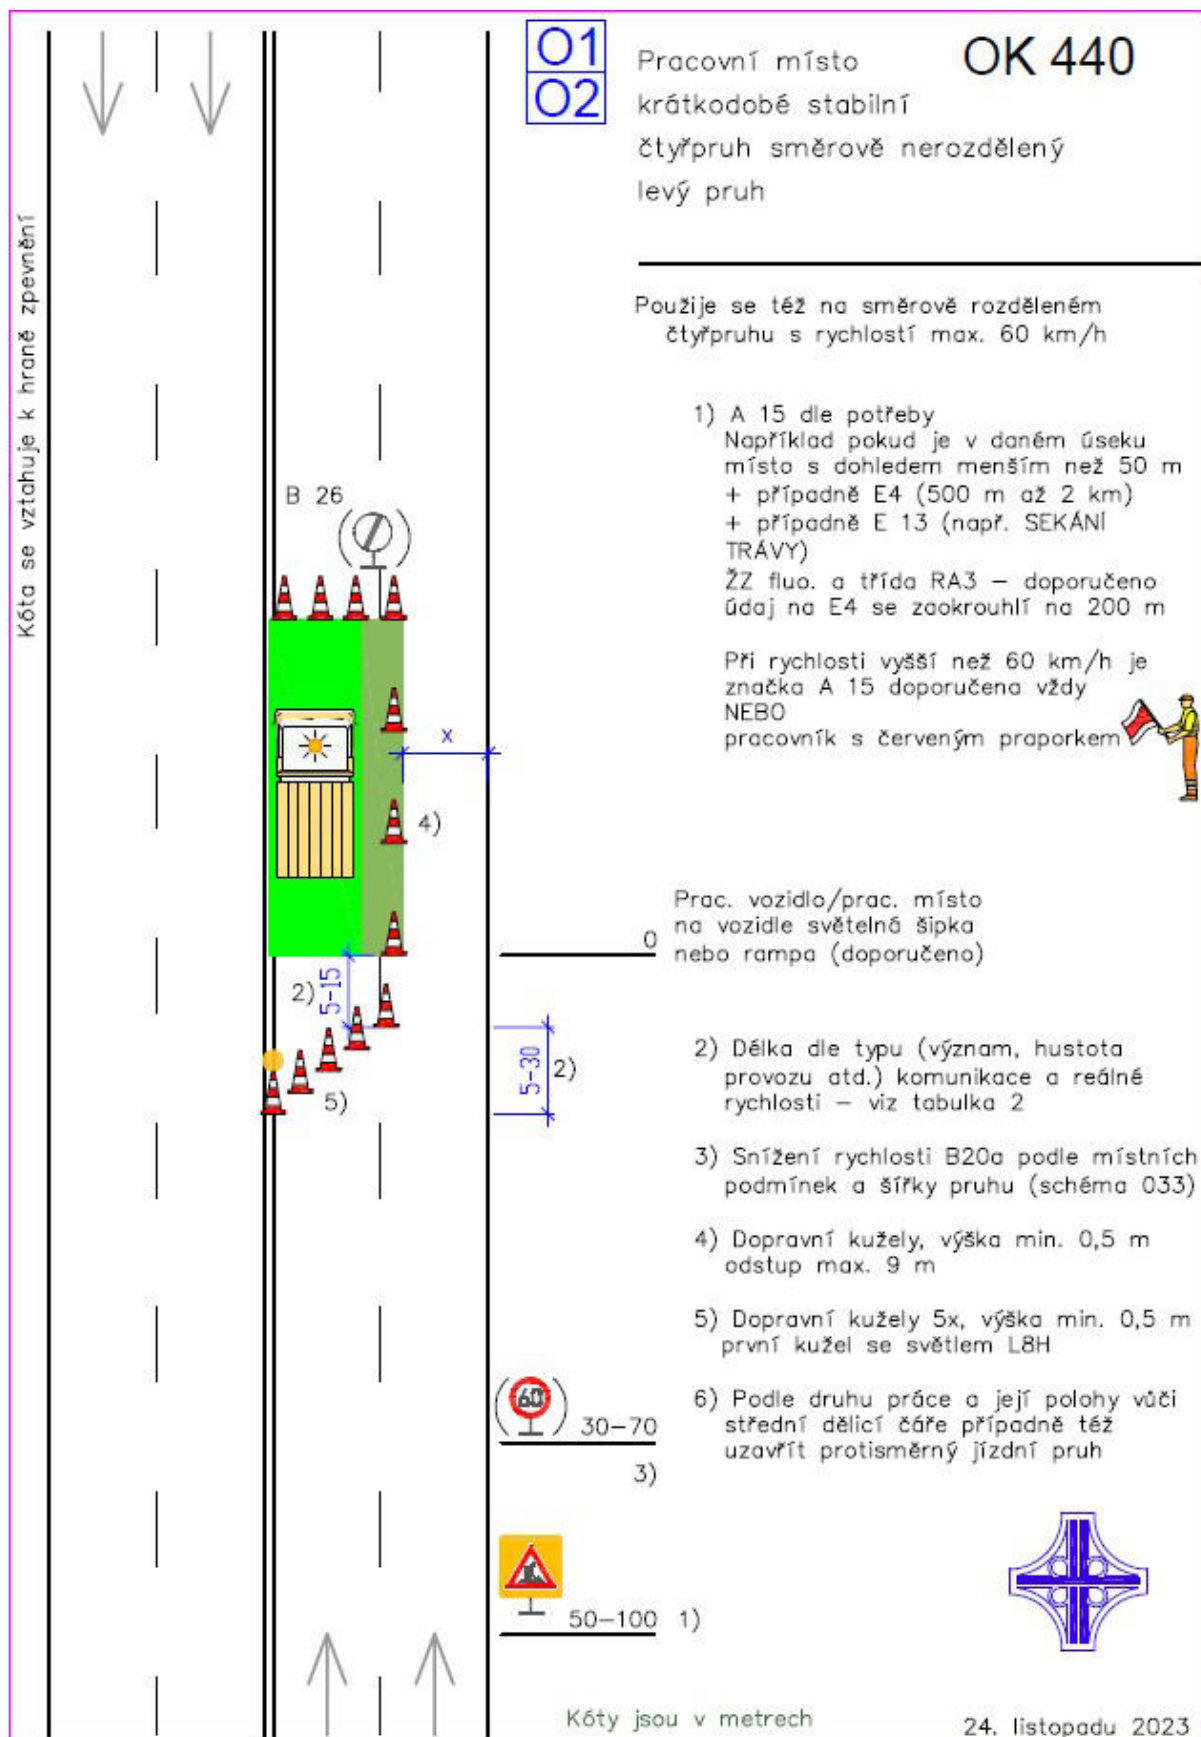 O1
O2
Pracovní místo
OK 440
krátkodobé stabilní
čtyřpruh směrově nerozdělený
levý pruh
Kóta se vztahuje k hraně zpevnění
Použije se též na směrově rozděleném
čtyřpruhu s rychlostí max. 60 km/h
1) A 15 dle potřeby
Například pokud je v daném úseku
místo s dohledem menším než 50 m
+ případně E4 (500 m až 2 km)
+ případně E 13 (např. SEKÁNÍ
TRÁVY)
ŽZ fluo. a třída RA3 – doporučeno
údaj na E4 se zaokrouhlí na 200 m
Při rychlosti vyšší než 60 km/h je
značka A 15 doporučena vždy
NEBO
pracovník s červeným praporkem
B 26
x
4)
Prac. vozidlo/prac. místo
na vozidle světelná šipka
nebo rampa (doporučeno)
0
2)
5-15
5-30
2)
5)
2) Délka dle typu (význam, hustota
provozu atd.) komunikace a reálné
rychlosti – viz tabulka 2
3) Snížení rychlosti B20a podle místních
podmínek a šířky pruhu (schéma 033)
4) Dopravní kužely, výška min. 0,5 m
odstup max. 9 m
5) Dopravní kužely 5x, výška min. 0,5 m
první kužel se světlem L8H
6) Podle druhu práce a její polohy vůči
střední dělicí čáře případně též
uzavřít protisměrný jízdní pruh
60
30-70
3)
50-100 1)
Kóty jsou v metrech
24. listopadu 2023